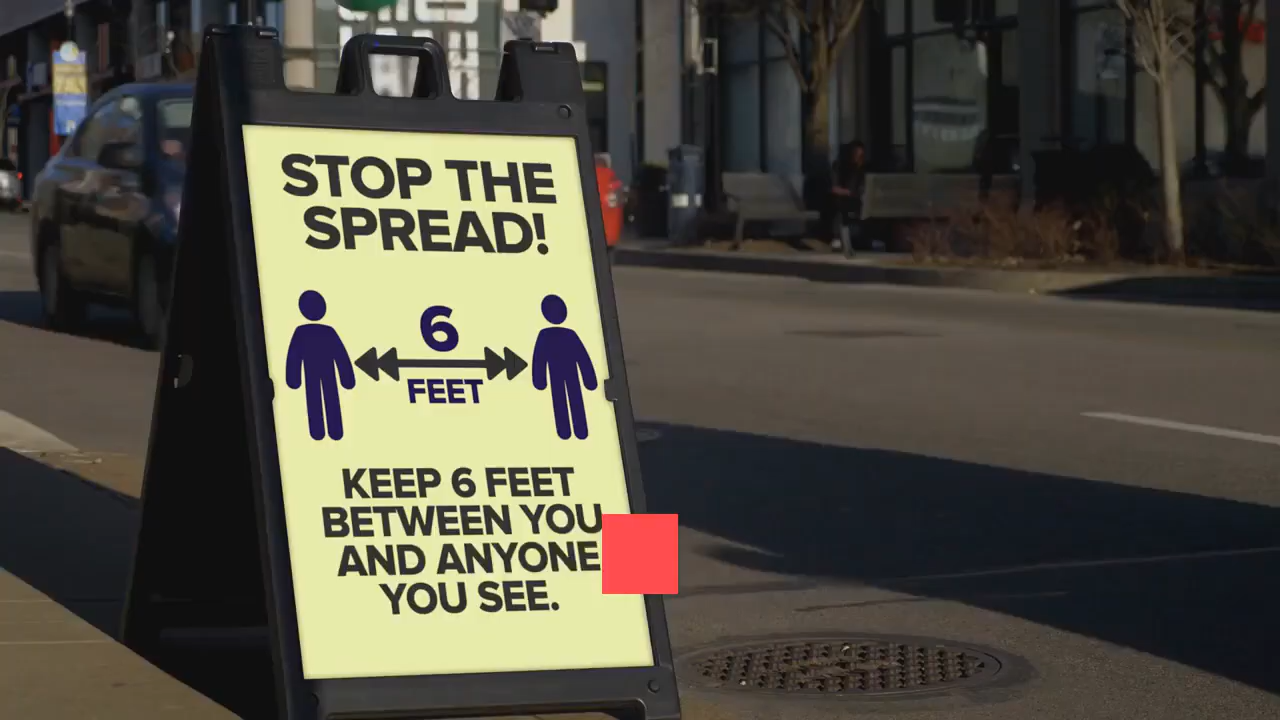 STOP THE
SPREAD!
6
FEET
KEEP 6 FEET
BETWEEN YOU
AND ANYONE
YOU SEE.